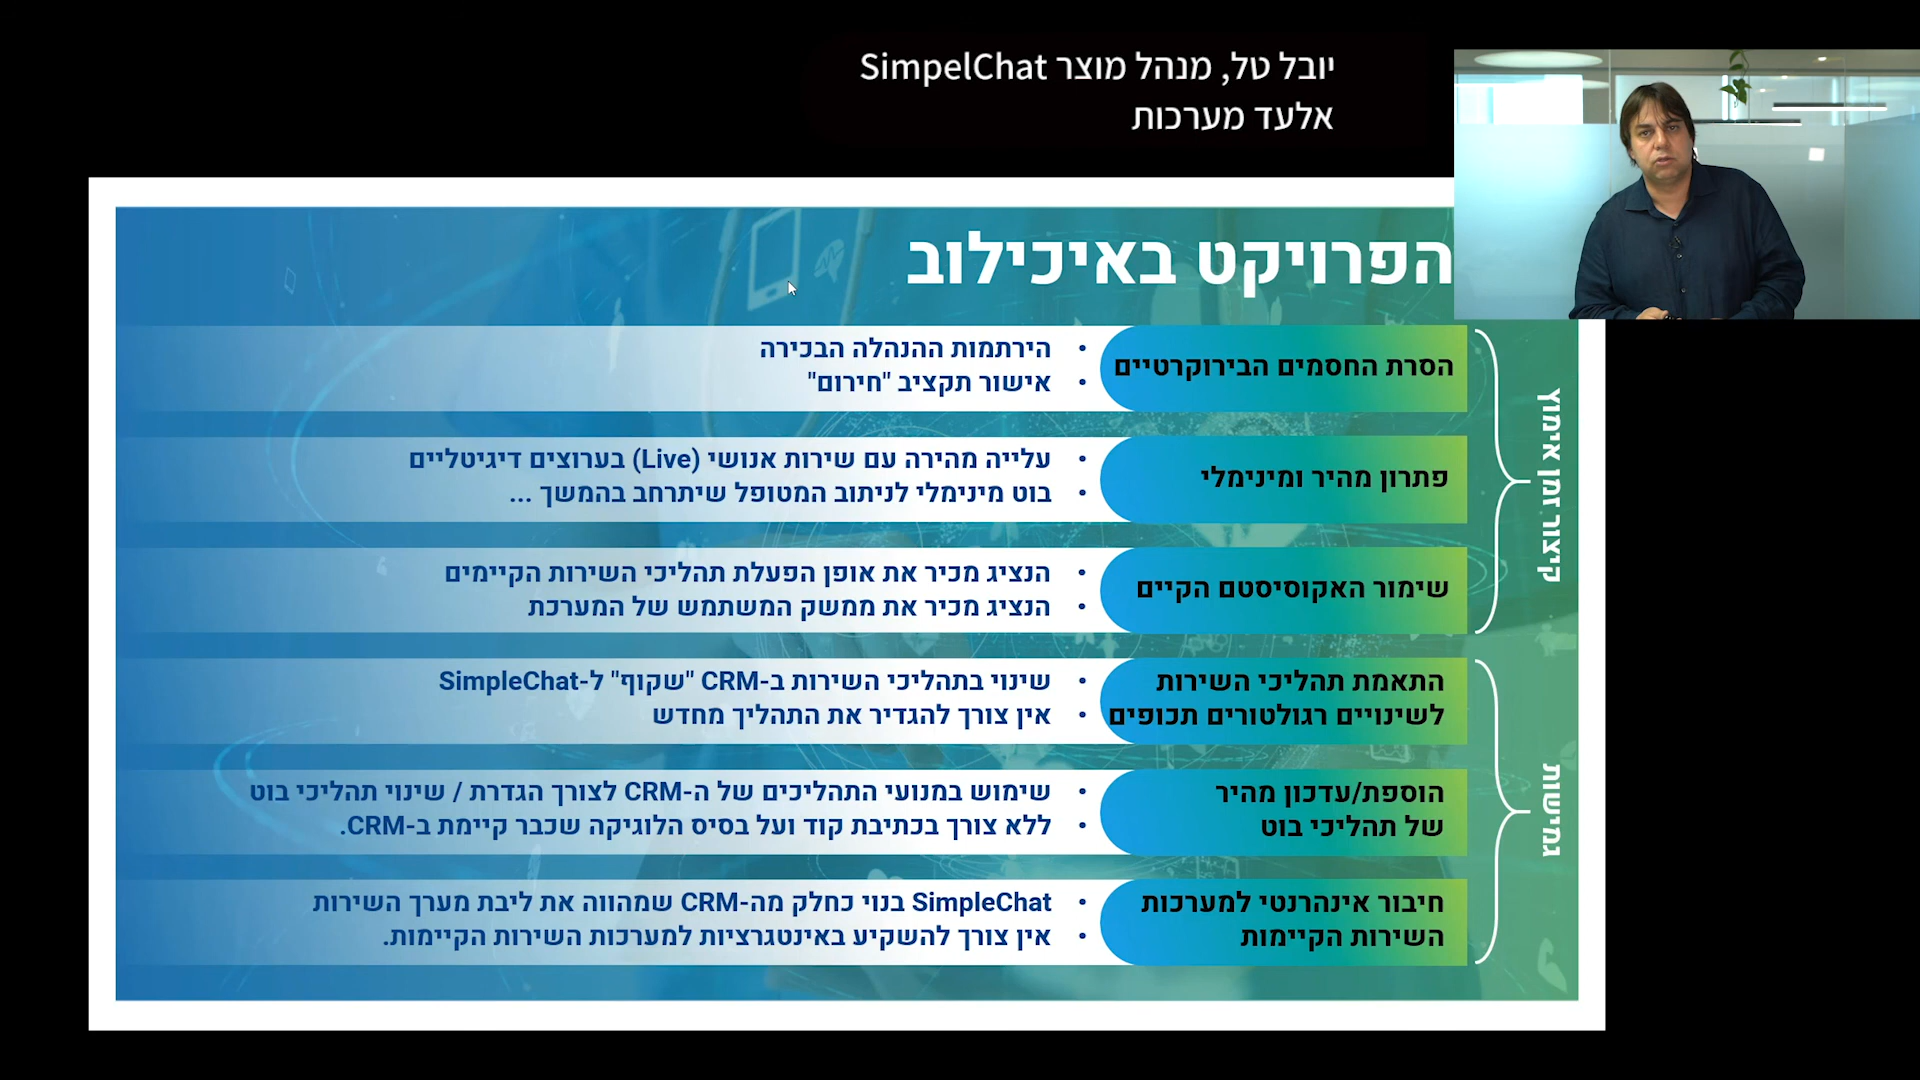 יובל טל, מנהל מוצר SimpelChat
אלעד מערכות
הפרויקט באיכילוב
קיצור זמן אימוץ
הסרת החסמים הבירוקרטיים
• הירתמות ההנהלה הבכירה
• אישור תקציב "חירום"
פתרון מהיר ומינימלי
• עלייה מהירה עם שירות אנושי (Live) בערוצים דיגיטליים
• בוט מינימלי לניתוב המטופל שיתרחב בהמשך ...
שימור האקוסיסטם הקיים
• הנציג מכיר את אופן הפעלת תהליכי השירות הקיימים
• הנציג מכיר את ממשק המשתמש של המערכת
גמישות
התאמת תהליכי השירות
לשינויים רגולטורים תכופים
• שינוי בתהליכי השירות ב-CRM "שקוף" ל-SimpleChat
• אין צורך להגדיר את התהליך מחדש
הוספת/עדכון מהיר
של תהליכי בוט
• שימוש במנועי התהליכים של ה-CRM לצורך הגדרת / שינוי תהליכי בוט
• ללא צורך בכתיבת קוד ועל בסיס הלוגיקה שכבר קיימת ב-CRM.
חיבור אינהרנטי למערכות
השירות הקיימות
• SimpleChat בנוי כחלק מה-CRM שמהווה את ליבת מערך השירות
• אין צורך להשקיע באינטגרציות למערכות השירות הקיימות.